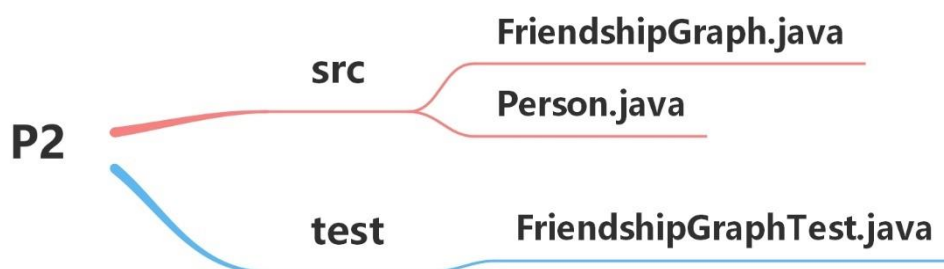 P2
src
FriendshipGraph.java
Person.java
test
FriendshipGraphTest.java